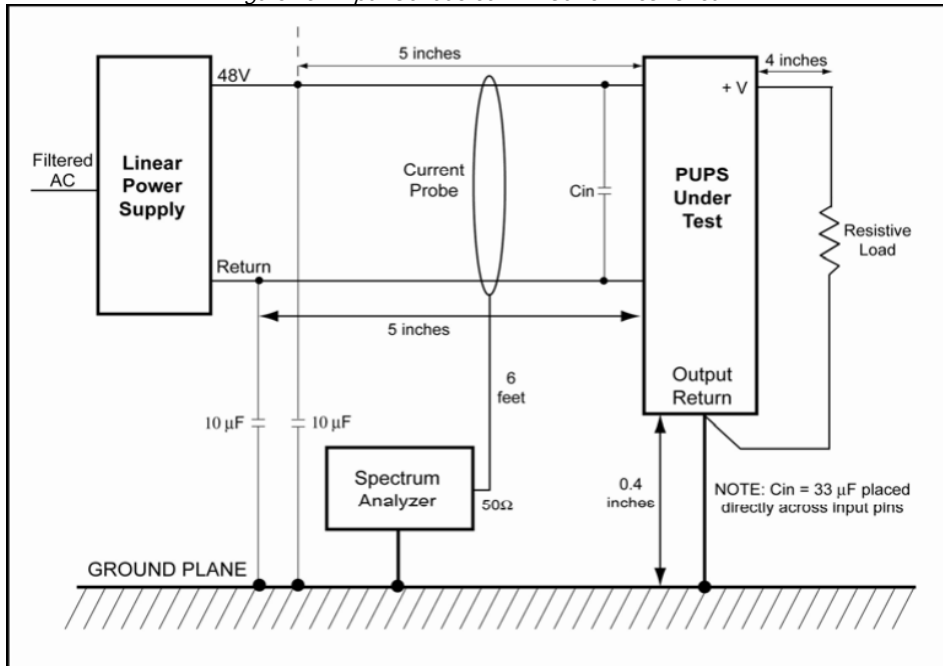 5 inches
4 inches
48V
+ V
Filtered
AC
Linear
Power
Supply
Current
Probe
Cin
PUPS
Under
Test
Resistive
Load
Return
5 inches
6
feet
Output
Return
10 µF
10 µF
Spectrum
Analyzer
50Ω
0.4
inches
NOTE: Cin = 33 µF placed
directly across input pins
GROUND PLANE